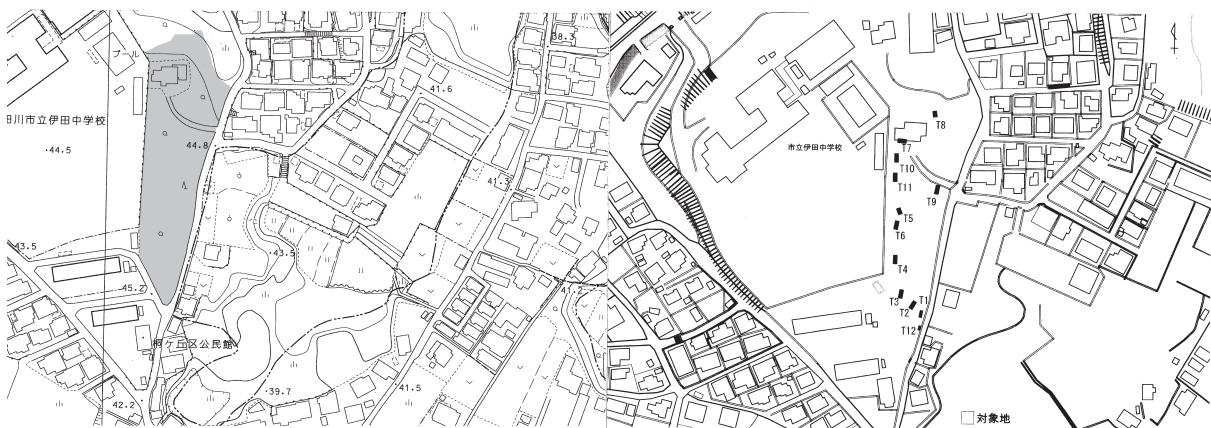 プール
38.3
41.6
田川市立伊田中学校
44.8
・44.5
41.3
43.5
・43.5
45.2
41.2
桐ケ丘区公民館
・39.7
41.5
42.2
T8
市立伊田中学校
T7
T10
T11
T9
T5
T6
T4
T3
T1
T2
T12
対象地